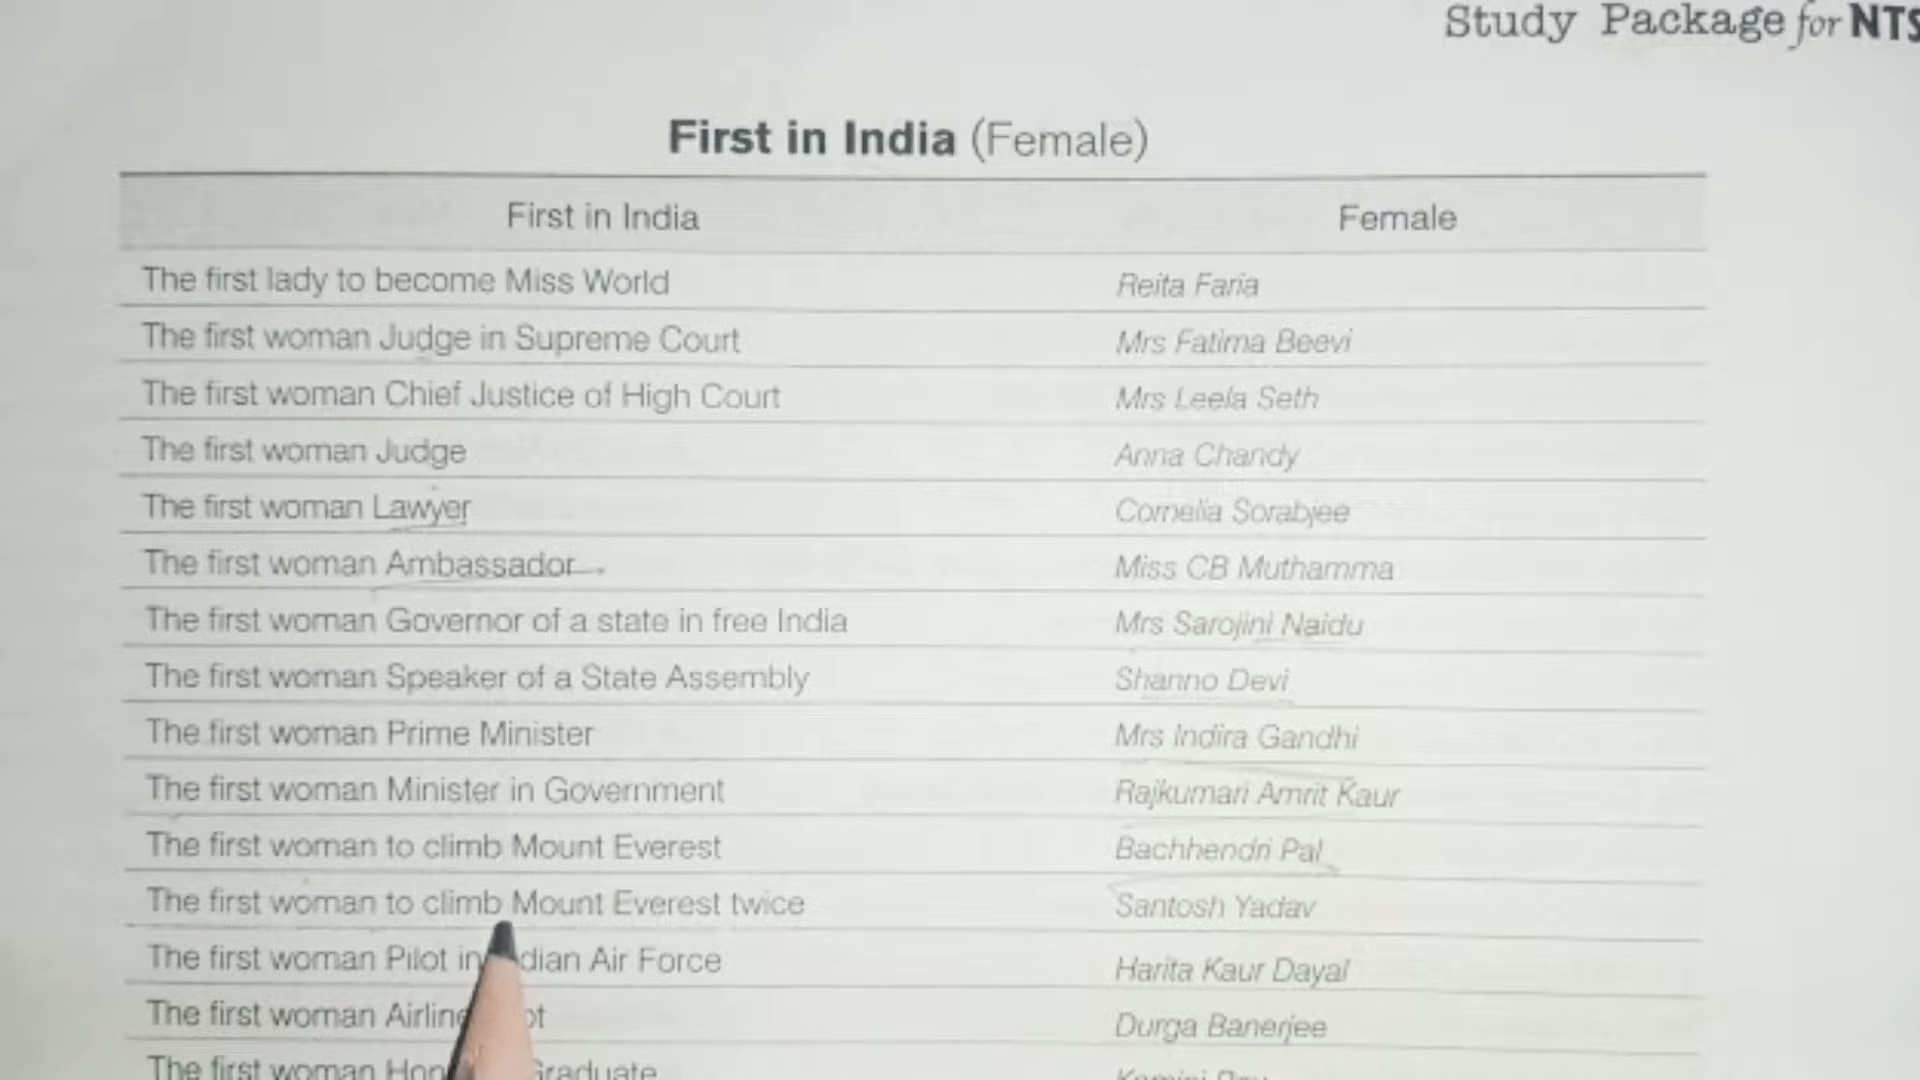 Study Package for NTS
First in India (Female)
First in India Female
The first lady to become Miss World Reita Faria
The first woman Judge in Supreme Court Mrs Fatima Beevi
The first woman Chief Justice of High Court Mrs Leela Seth
The first woman Judge Anna Chandy
The first woman Lawyer Cornelia Sorabjee
The first woman Ambassador Miss CB Muthamma
The first woman Governor of a state in free India Mrs Sarojini Naidu
The first woman Speaker of a State Assembly Shanno Devi
The first woman Prime Minister Mrs Indira Gandhi
The first woman Minister in Government Rajkumari Amrit Kaur
The first woman to climb Mount Everest Bachhendri Pal
The first woman to climb Mount Everest twice Santosh Yadav
The first woman Pilot in Indian Air Force Harita Kaur Dayal
The first woman Airline Durga Banerjee
The first woman Graduate